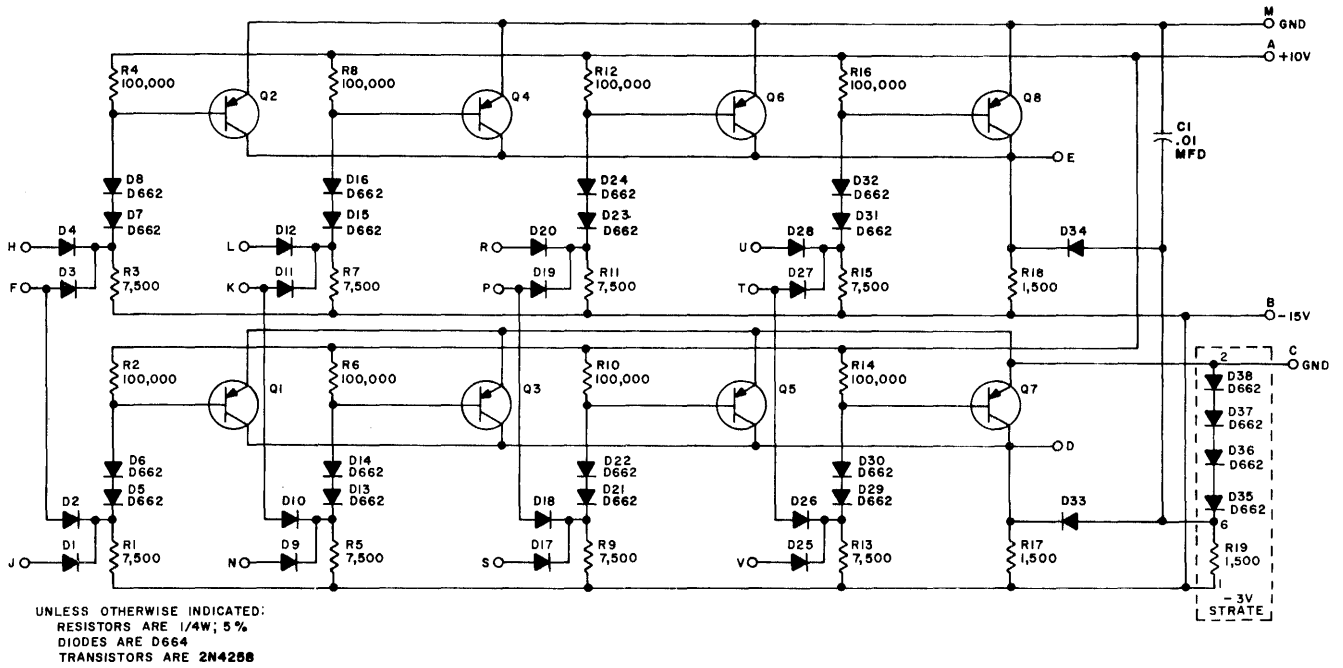 M
GND
A
+10V
R4
100,000
R8
100,000
R12
100,000
R16
100,000
Q2
Q4
Q6
Q8
C1
.01
MFD
E
D8
D662
D16
D662
D24
D662
D32
D662
D7
D662
D15
D662
D23
D662
D31
D662
H
D4
L
D12
R
D20
U
D28
D34
F
D3
K
D11
P
D19
T
D27
R3
7,500
R7
7,500
R11
7,500
R15
7,500
R18
1,500
B
-15V
R2
100,000
R6
100,000
R10
100,000
R14
100,000
Q1
Q3
Q5
Q7
2
C
GND
D38
D662
D37
D662
D36
D662
D35
D662
D
D6
D662
D14
D662
D22
D662
D30
D662
D5
D662
D13
D662
D21
D662
D29
D662
D2
D10
D18
D26
D33
6
J
D1
N
D9
S
D17
V
D25
R1
7,500
R5
7,500
R9
7,500
R13
7,500
R17
1,500
R19
1,500
1
-3V
STRATE
UNLESS OTHERWISE INDICATED:
RESISTORS ARE 1/4W; 5%
DIODES ARE D664
TRANSISTORS ARE 2N4258